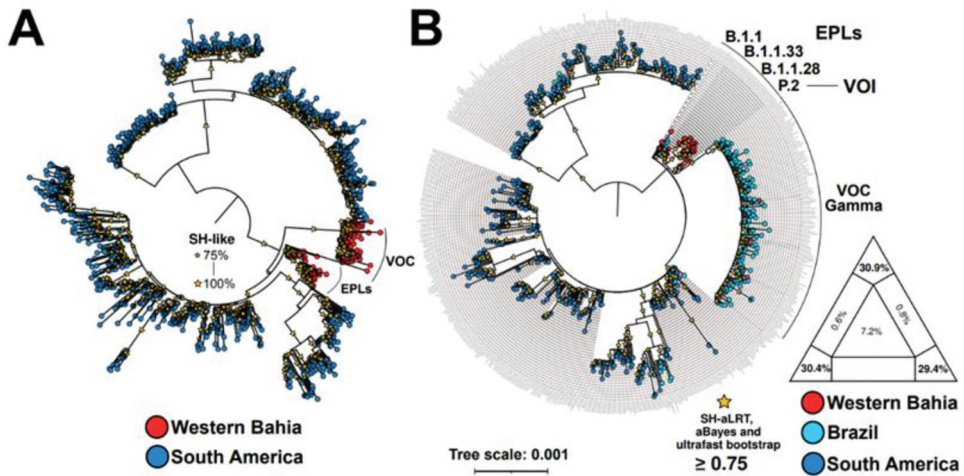 A
SH-like
75%
100%
VOC
EPLs
Western Bahia
South America
B
B.1.1
B.1.1.33
B.1.1.28
P.2
EPLs
VOI
VOC
Gamma
30.9%
0.6%
0.8%
7.2%
30.4%
29.4%
SH-aLRT,
aBayes and
ultrafast bootstrap
≥ 0.75
Tree scale: 0.001
Western Bahia
Brazil
South America